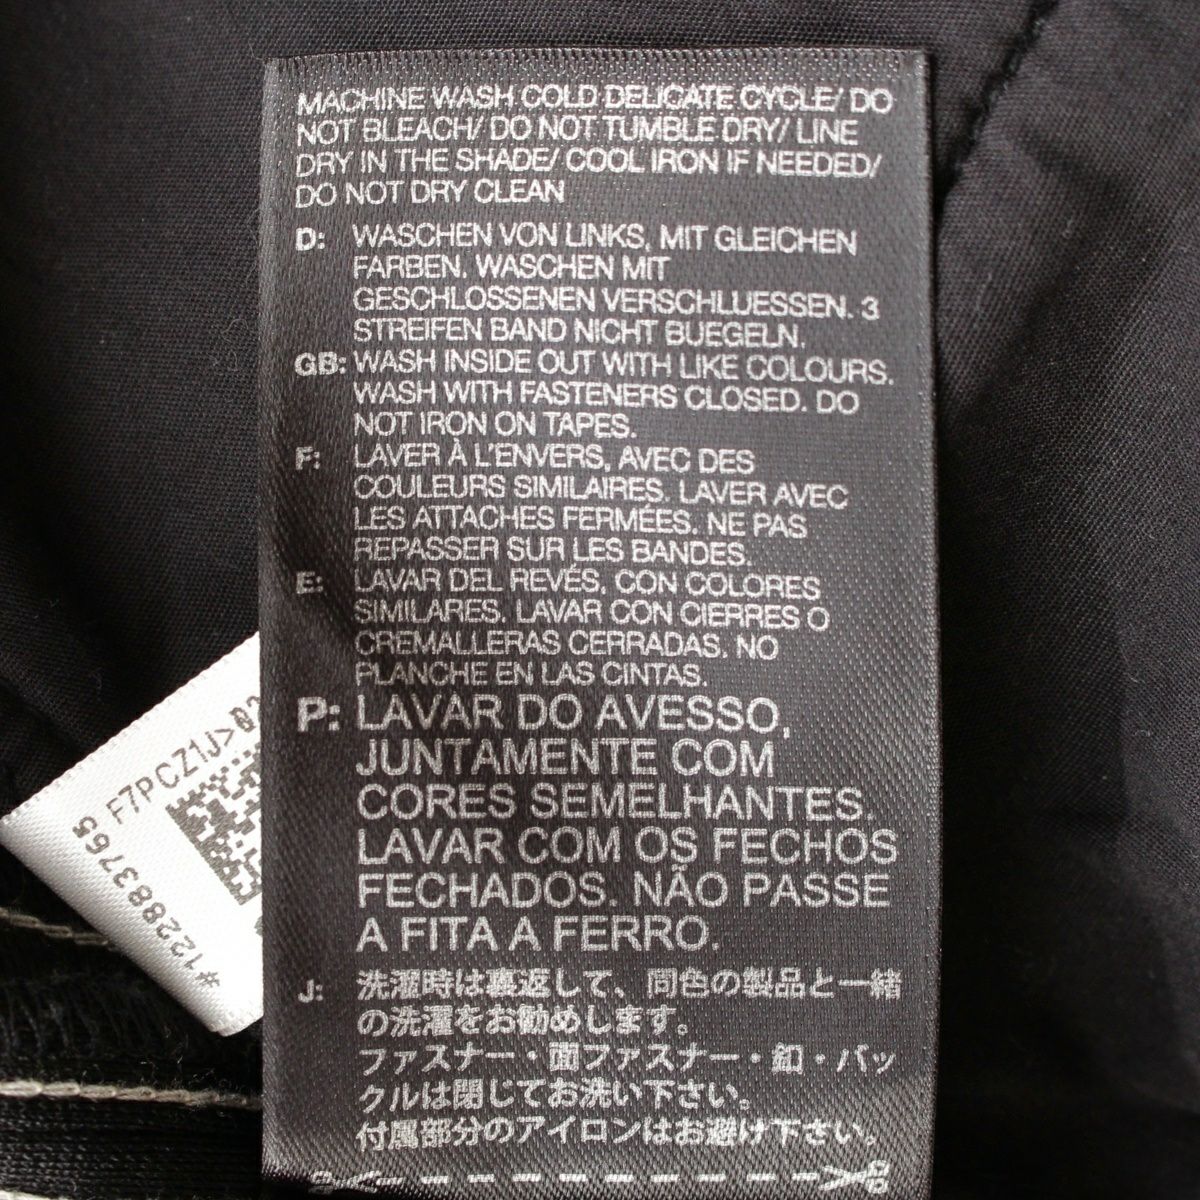 MACHINE WASH COLD DELICATE CYCLE/ DO
NOT BLEACH/ DO NOT TUMBLE DRY/ LINE
DRY IN THE SHADE/ COOL IRON IF NEEDED/
DO NOT DRY CLEAN
D: WASCHEN VON LINKS, MIT GLEICHEN
FARBEN. WASCHEN MIT
GESCHLOSSENEN VERSCHLUESSEN. 3
STREIFEN BAND NICHT BUEGELN.
GB: WASH INSIDE OUT WITH LIKE COLOURS.
WASH WITH FASTENERS CLOSED. DO
NOT IRON ON TAPES.
F: LAVER À L'ENVERS, AVEC DES
COULEURS SIMILAIRES. LAVER AVEC
LES ATTACHES FERMÉES. NE PAS
REPASSER SUR LES BANDES.
E: LAVAR DEL REVÉS, CON COLORES
SIMILARES. LAVAR CON CIERRES O
CREMALLERAS CERRADAS. NO
PLANCHE EN LAS CINTAS.
P: LAVAR DO AVESSO,
JUNTAMENTE COM
CORES SEMELHANTES.
LAVAR COM OS FECHOS
FECHADOS. NÃO PASSE
A FITA A FERRO.
J: 洗濯時は裏返して、同色の製品と一緒
の洗濯をお勧めします。
ファスナー・面ファスナー・釦・バッ
クルは閉じてお洗い下さい。
付属部分のアイロンはお避け下さい。
F7PCZ1J>02
#122883765